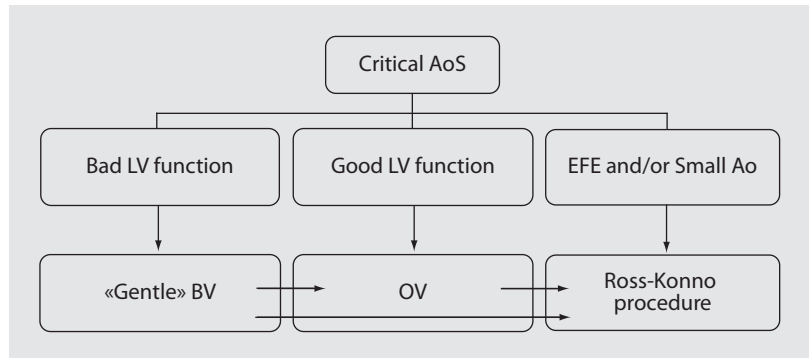 Critical AoS
Bad LV function
Good LV function
EFE and/or Small Ao
«Gentle» BV
OV
Ross-Konno
procedure